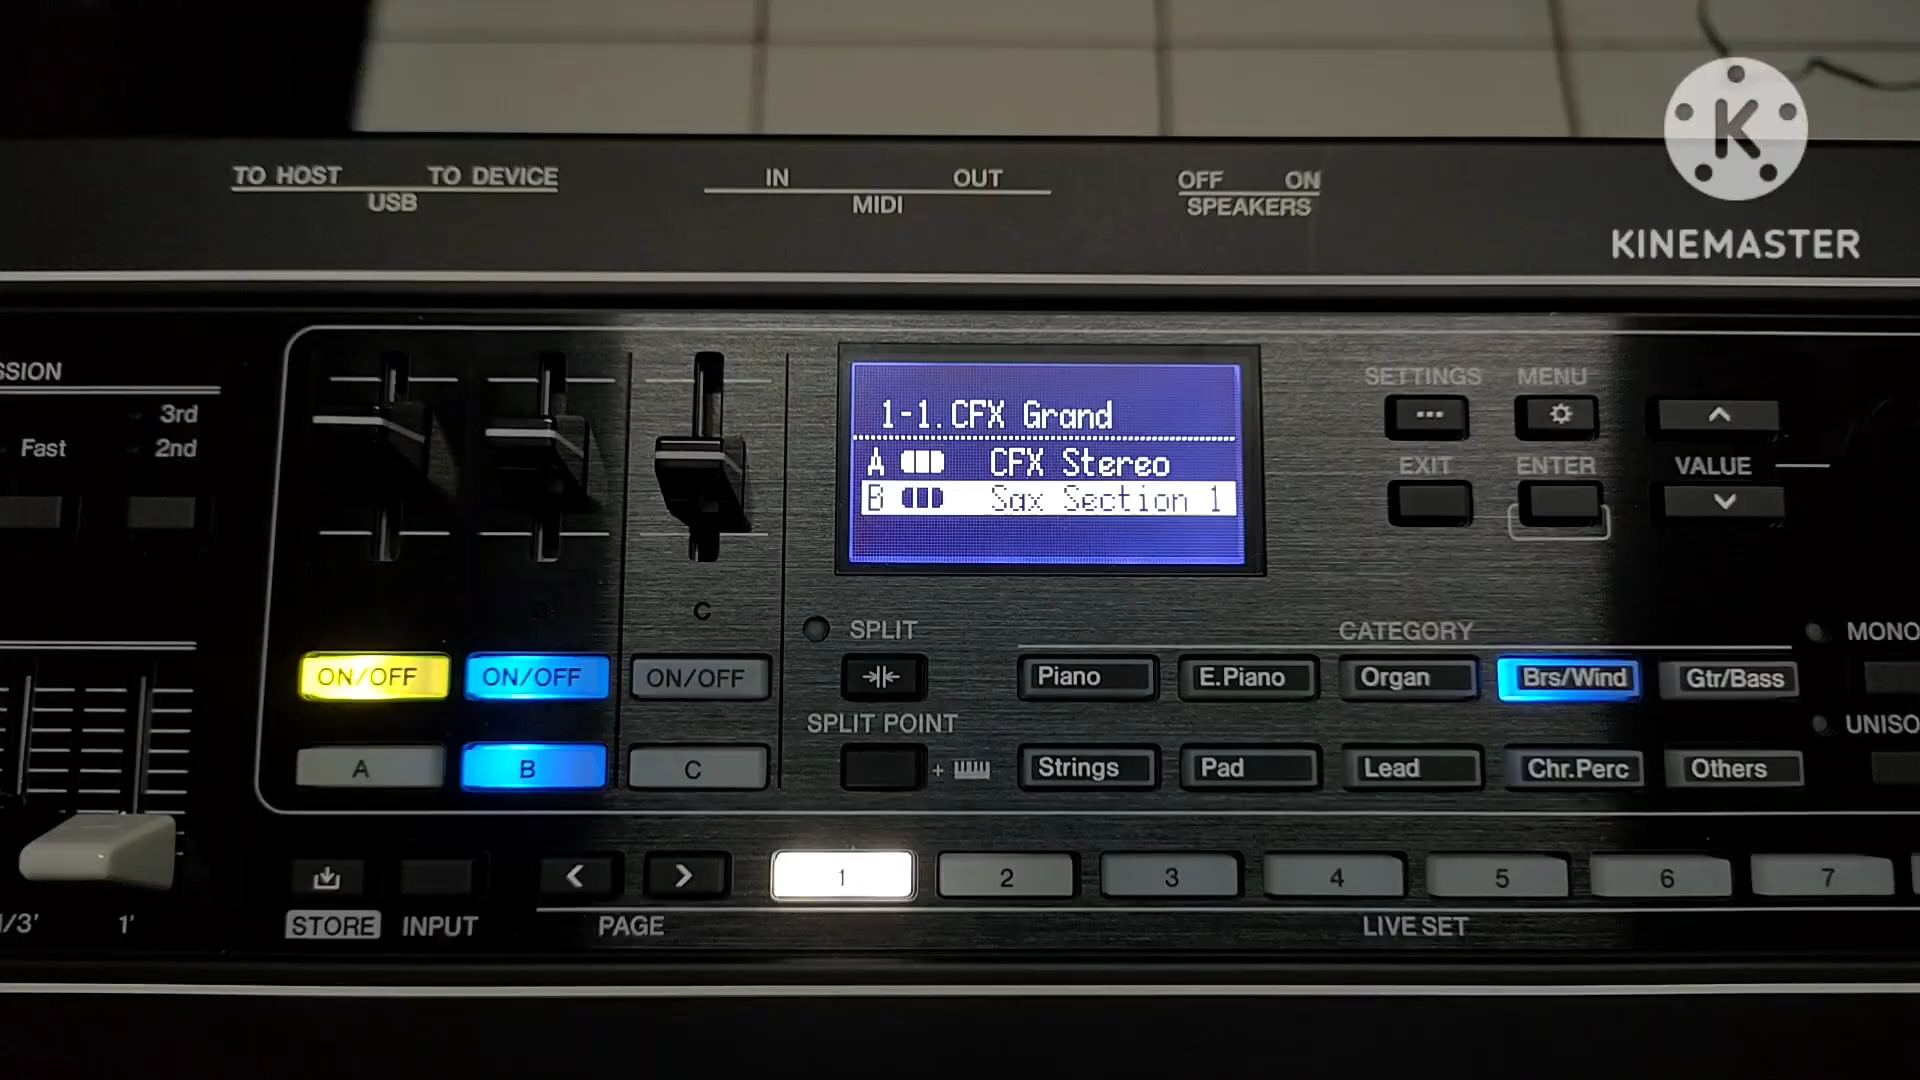 TO HOST TO DEVICE
USB
IN OUT
MIDI
OFF ON
SPEAKERS
K
KINEMASTER
SSION
3rd
Fast 2nd
1-1.CFX Grand
A CFX Stereo
B Sax Section 1
SETTINGS MENU
EXIT ENTER
VALUE
C
ON/OFF ON/OFF ON/OFF
A B C
SPLIT
SPLIT POINT
+
CATEGORY
Piano E.Piano Organ Brs/Wind Gtr/Bass
Strings Pad Lead Chr.Perc Others
MONO
UNISO
/3' 1'
STORE INPUT
< >
PAGE
1 2 3 4 5 6 7
LIVE SET